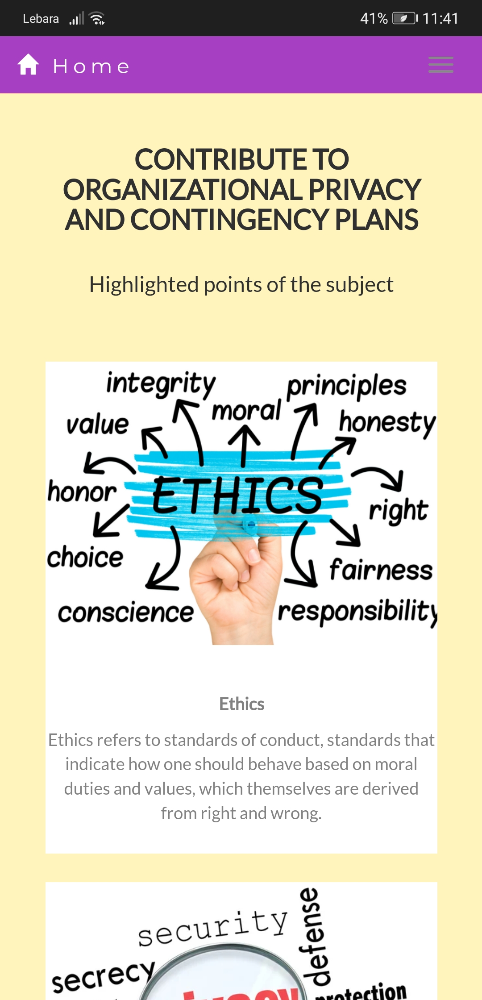 Lebara
41% 11:41
Home
CONTRIBUTE TO
ORGANIZATIONAL PRIVACY
AND CONTINGENCY PLANS
Highlighted points of the subject
integrity
principles
moral
value
honesty
honor
ETHICS
right
choice
fairness
conscience
responsibility
Ethics
Ethics refers to standards of conduct, standards that
indicate how one should behave based on moral
duties and values, which themselves are derived
from right and wrong.
defense
security
secrecy
privacy
protection